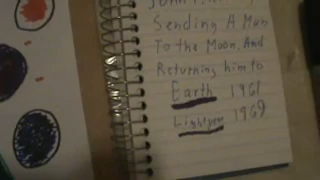 Sending A Man
To the Moon, And
Returning him to
Earth 1961
1969